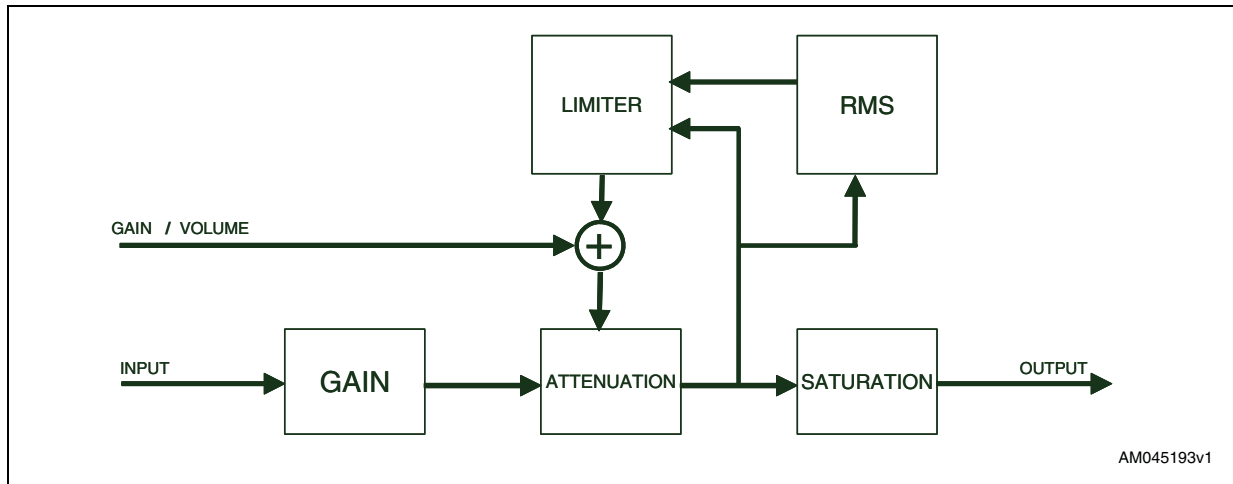 LIMITER
RMS
GAIN / VOLUME
+
INPUT
GAIN
ATTENUATION
SATURATION
OUTPUT
AM045193v1